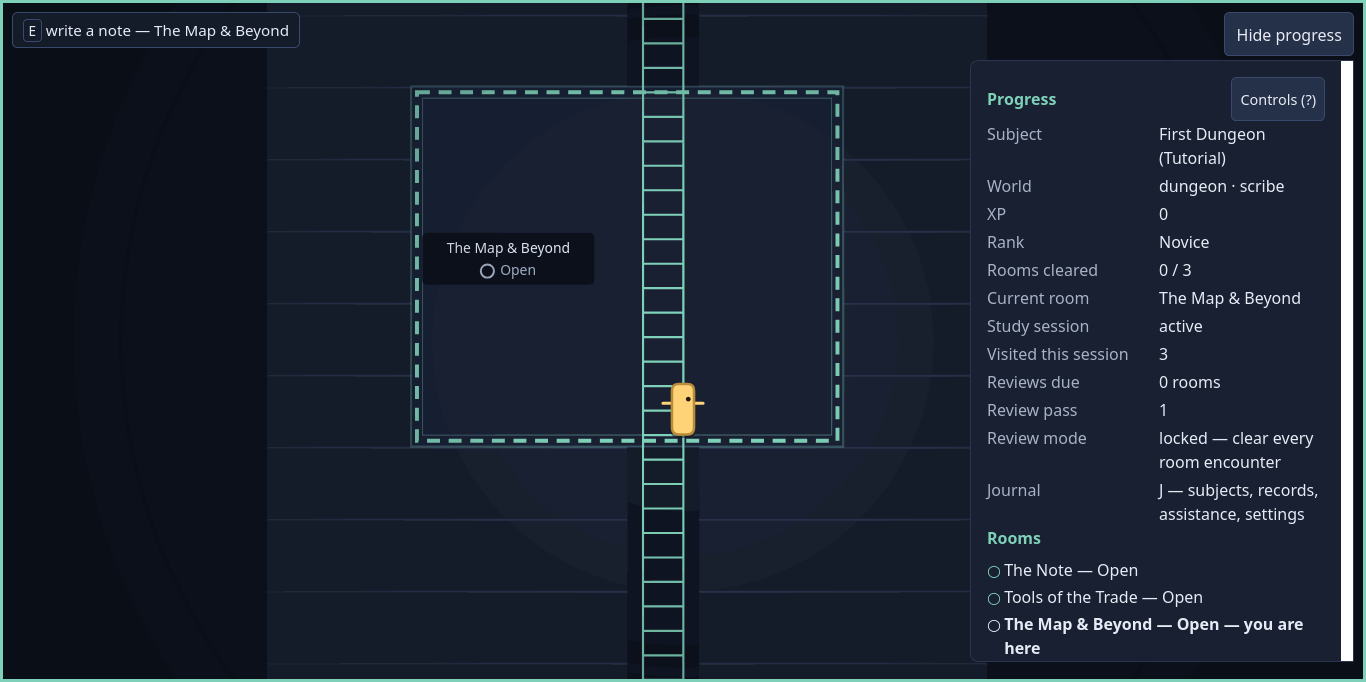 E write a note — The Map & Beyond
Hide progress
The Map & Beyond
Open
Progress
Controls (?)
Subject First Dungeon (Tutorial)
World dungeon · scribe
XP 0
Rank Novice
Rooms cleared 0 / 3
Current room The Map & Beyond
Study session active
Visited this session 3
Reviews due 0 rooms
Review pass 1
Review mode locked — clear every room encounter
Journal J — subjects, records, assistance, settings
Rooms
The Note — Open
Tools of the Trade — Open
The Map & Beyond — Open — you are here